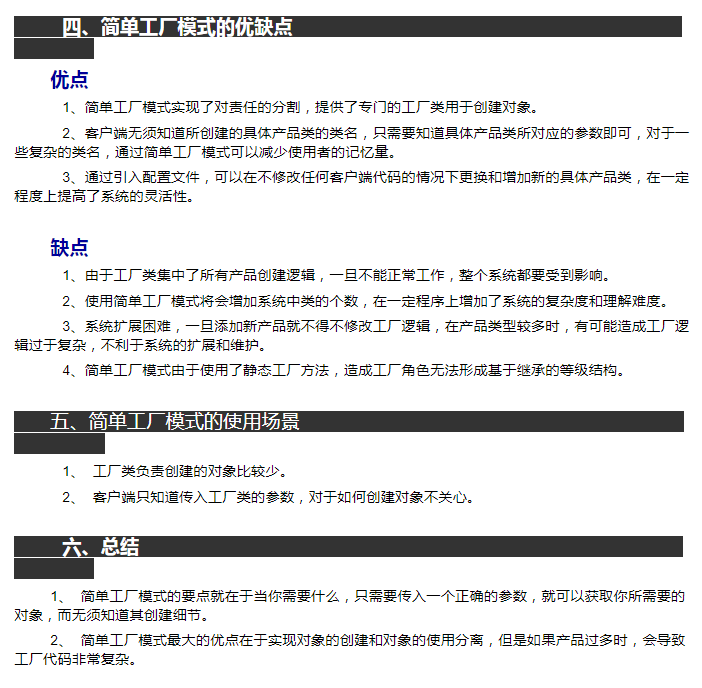 四、简单工厂模式的优缺点
优点
1、简单工厂模式实现了对责任的分割，提供了专门的工厂类用于创建对象。
2、客户端无须知道所创建的具体产品类的类名，只需要知道具体产品类所对应的参数即可，对于一
些复杂的类名，通过简单工厂模式可以减少使用者的记忆量。
3、通过引入配置文件，可以在不修改任何客户端代码的情况下更换和增加新的具体产品类，在一定
程度上提高了系统的灵活性。
缺点
1、由于工厂类集中了所有产品创建逻辑，一旦不能正常工作，整个系统都要受到影响。
2、使用简单工厂模式将会增加系统中类的个数，在一定程序上增加了系统的复杂度和理解难度。
3、系统扩展困难，一旦添加新产品就不得不修改工厂逻辑，在产品类型较多时，有可能造成工厂逻
辑过于复杂，不利于系统的扩展和维护。
4、简单工厂模式由于使用了静态工厂方法，造成工厂角色无法形成基于继承的等级结构。
五、简单工厂模式的使用场景
1、 工厂类负责创建的对象比较少。
2、 客户端只知道传入工厂类的参数，对于如何创建对象不关心。
六、总结
1、 简单工厂模式的要点就在于当你需要什么，只需要传入一个正确的参数，就可以获取你所需要的
对象，而无须知道其创建细节。
2、 简单工厂模式最大的优点在于实现对象的创建和对象的使用分离，但是如果产品过多时，会导致
工厂代码非常复杂。